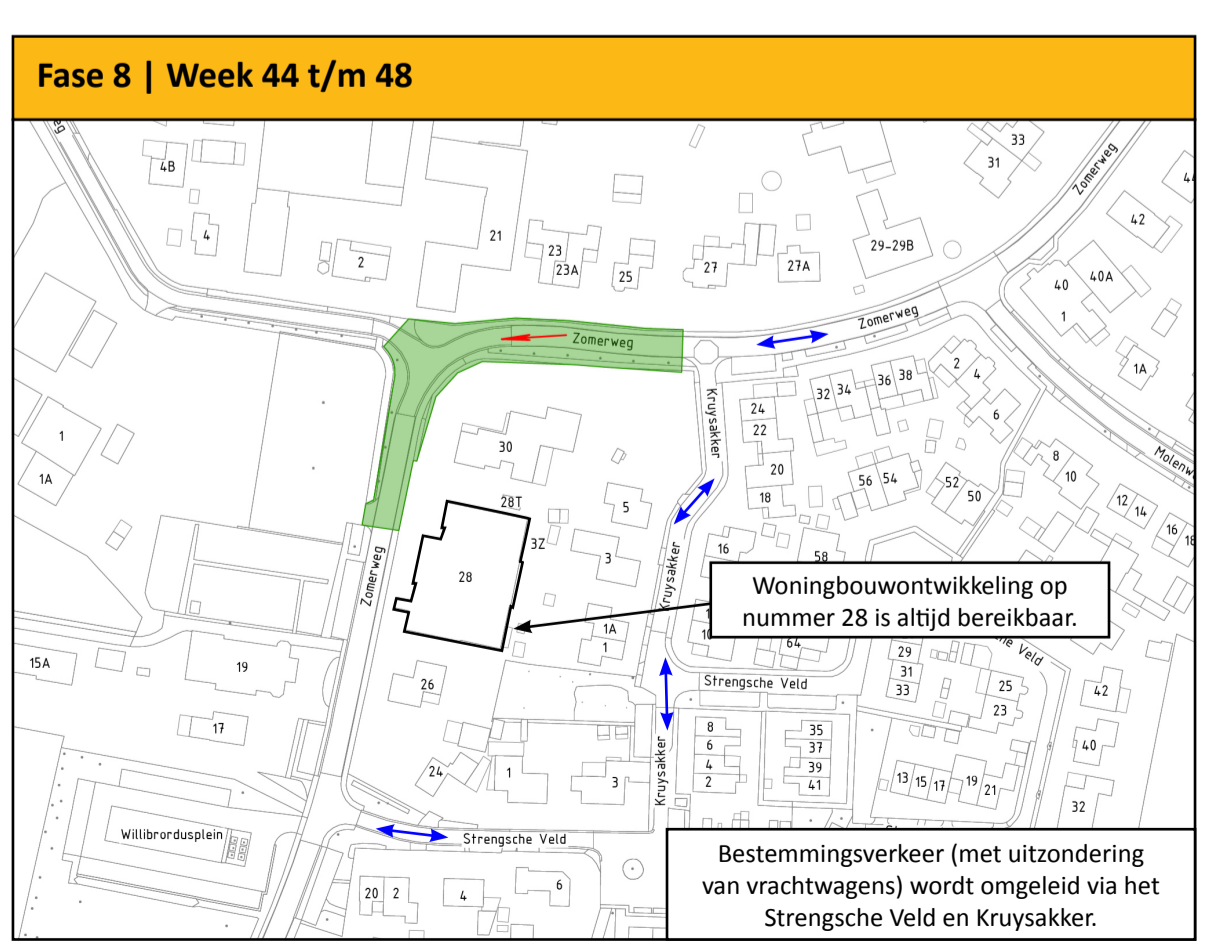 Fase 8 | Week 44 t/m 48
33
31
4B
Zomerweg
42
4
21
23
2
23A
25
27
27A
29-29B
40
40A
1
Zomerweg
Zomerweg
1A
2
4
6
32
34
36
38
Kruysakker
24
22
20
18
1
1A
30
8
10
12
14
16
18
56
54
52
50
28T
5
3Z
3
16
58
28
Zomerweg
Kruysakker
Woningbouwontwikkeling op
nummer 28 is altijd bereikbaar.
1A
1
10
64
15A
19
26
Strengsche Veld
29
31
33
25
23
42
17
8
6
4
2
35
37
39
41
40
24
1
3
Kruysakker
13
15
17
19
21
32
Willibrordusplein
Strengsche Veld
20
2
4
6
Bestemmingsverkeer (met uitzondering
van vrachtwagens) wordt omgeleid via het
Strengsche Veld en Kruysakker.